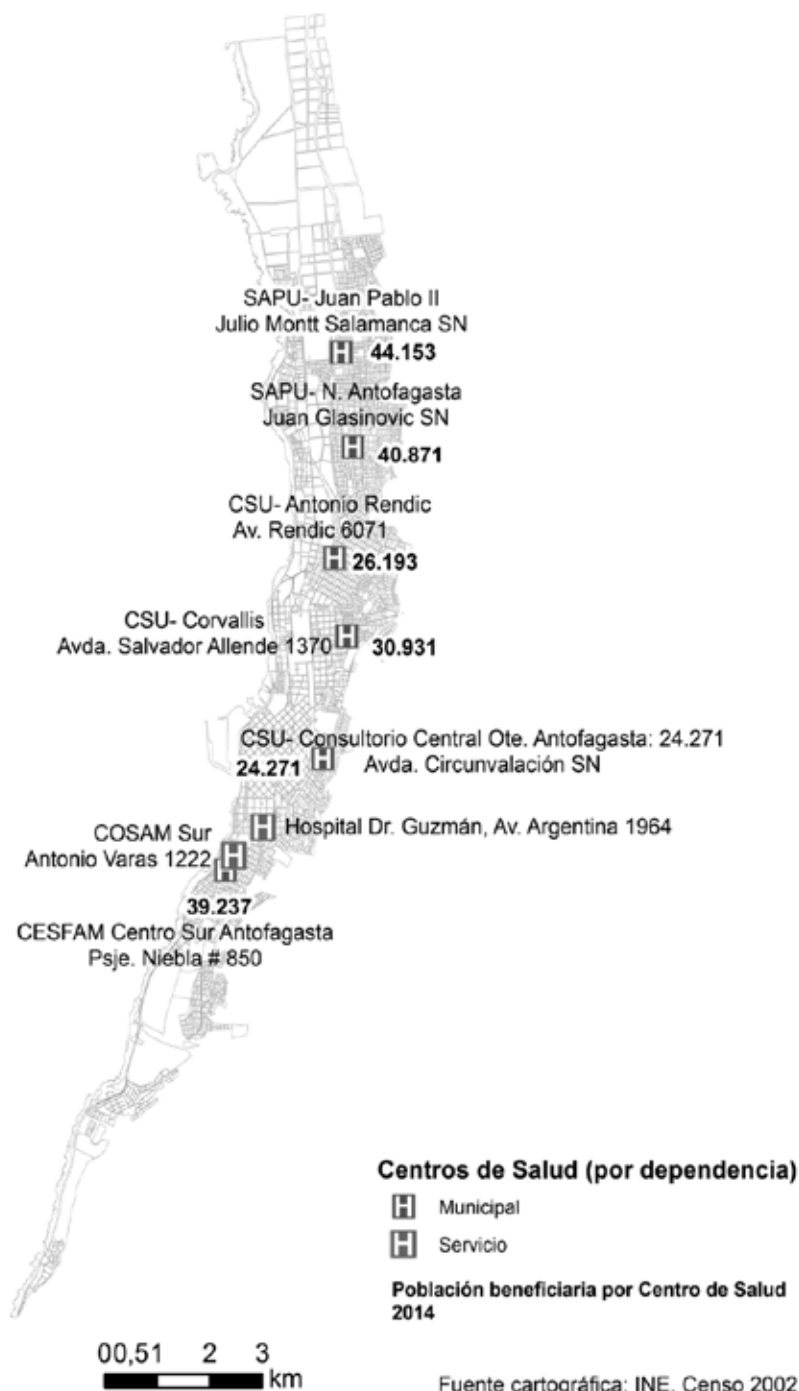 SAPU- Juan Pablo II
Julio Montt Salamanca SN
44.153
SAPU- N. Antofagasta
Juan Glasinovic SN
40.871
CSU- Antonio Rendic
Av. Rendic 6071
26.193
CSU- Corvallis
Avda. Salvador Allende 1370
30.931
CSU- Consultorio Central Ote. Antofagasta: 24.271
24.271
Avda. Circunvalación SN
Hospital Dr. Guzmán, Av. Argentina 1964
COSAM Sur
Antonio Varas 1222
39.237
CESFAM Centro Sur Antofagasta
Psje. Niebla # 850
Centros de Salud (por dependencia)
H Municipal
H Servicio
Población beneficiaria por Centro de Salud
2014
00,51 2 3
km
Fuente cartográfica: INE, Censo 2002